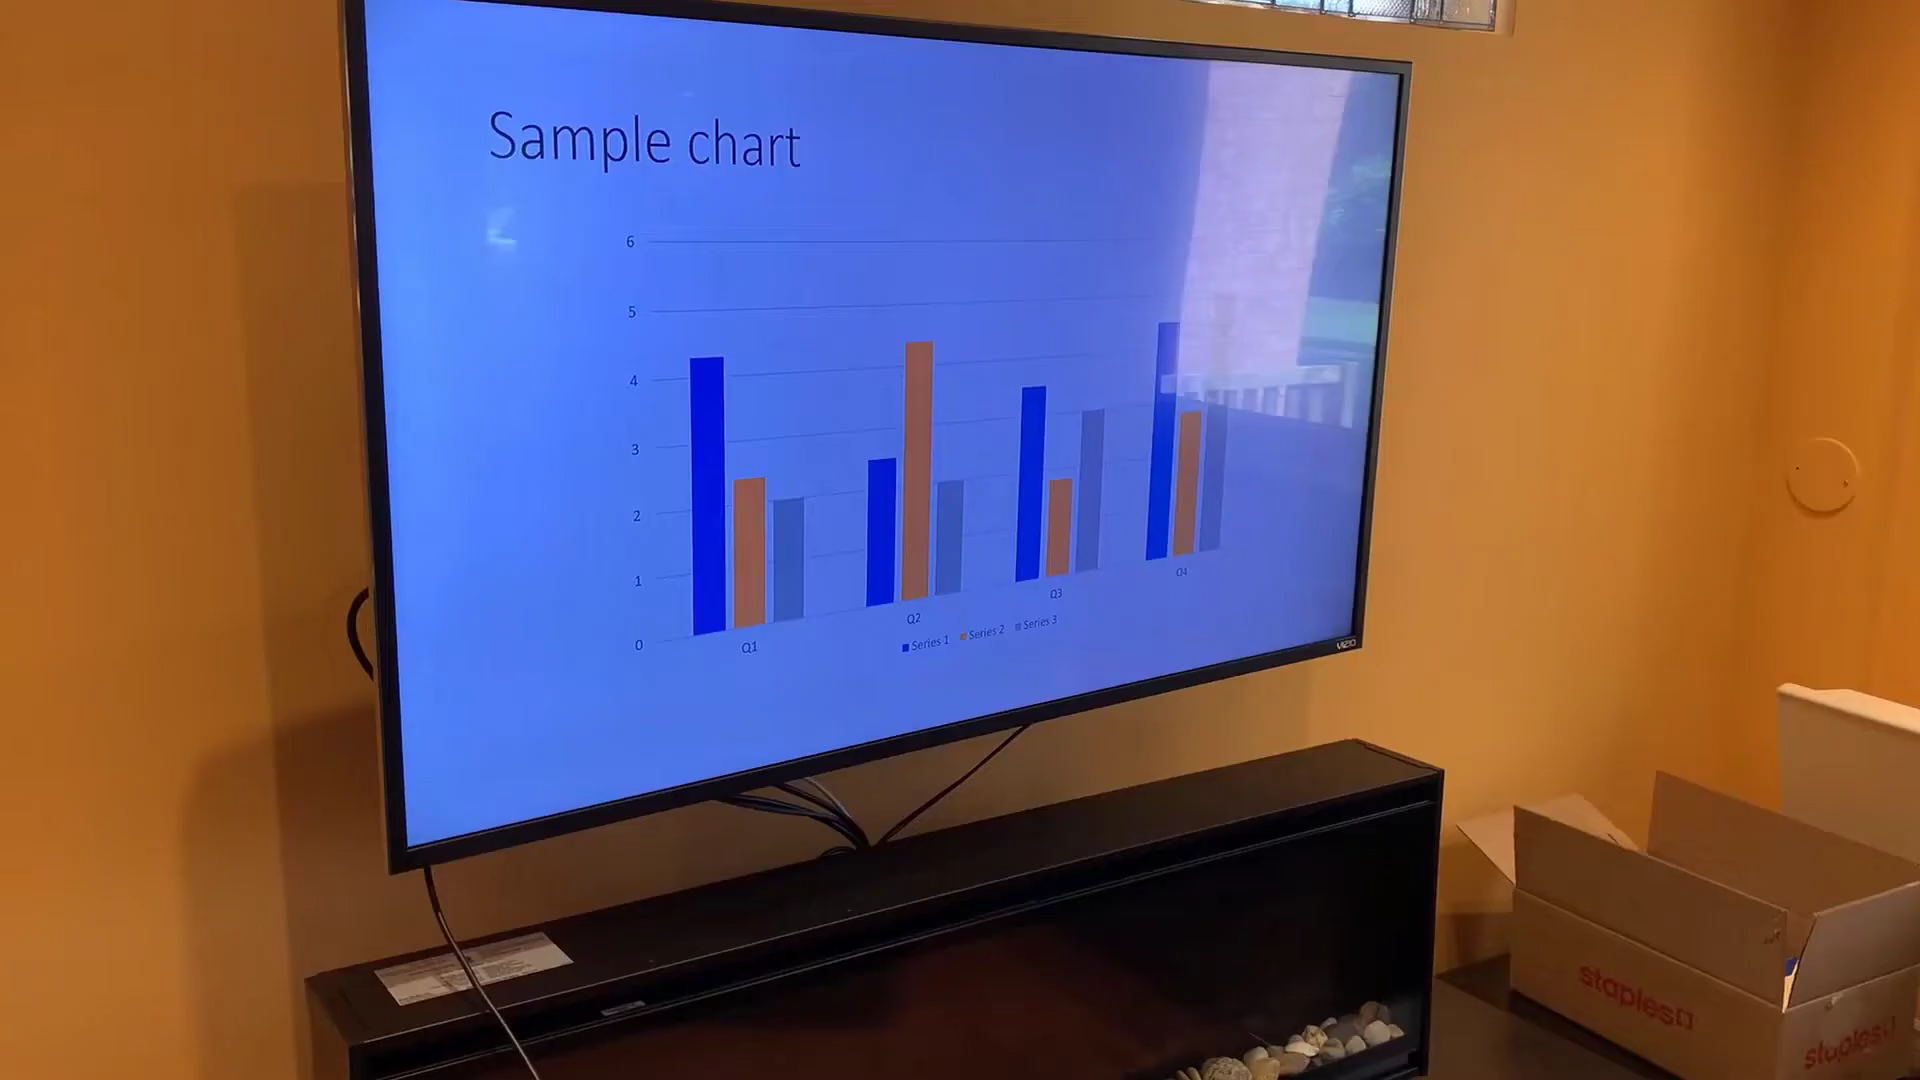 Sample chart
6
5
4
3
2
1
0
Q1
Q2
Q3
Q4
Series 1
Series 2
Series 3
VIZIO
staples
staples